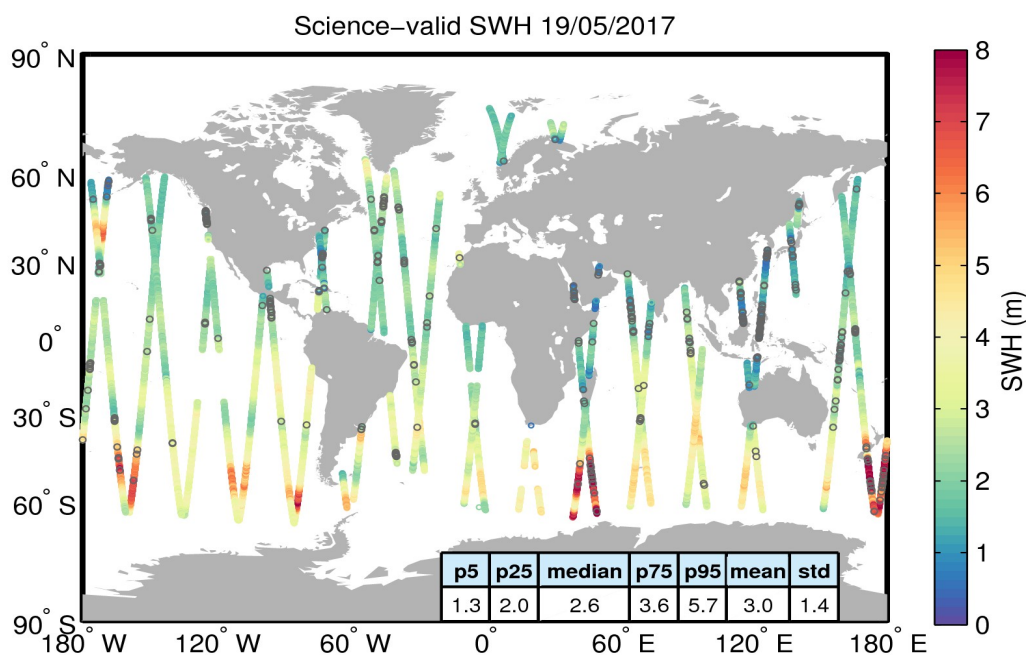 Science−valid SWH 19/05/2017
90° N
60° N
30° N
0°
30° S
60° S
90° S
180° W
120° W
60° W
0°
60° E
120° E
180° E
p5 p25 median p75 p95 mean std
1.3 2.0 2.6 3.6 5.7 3.0 1.4
8
7
6
5
4
3
2
1
0
SWH (m)